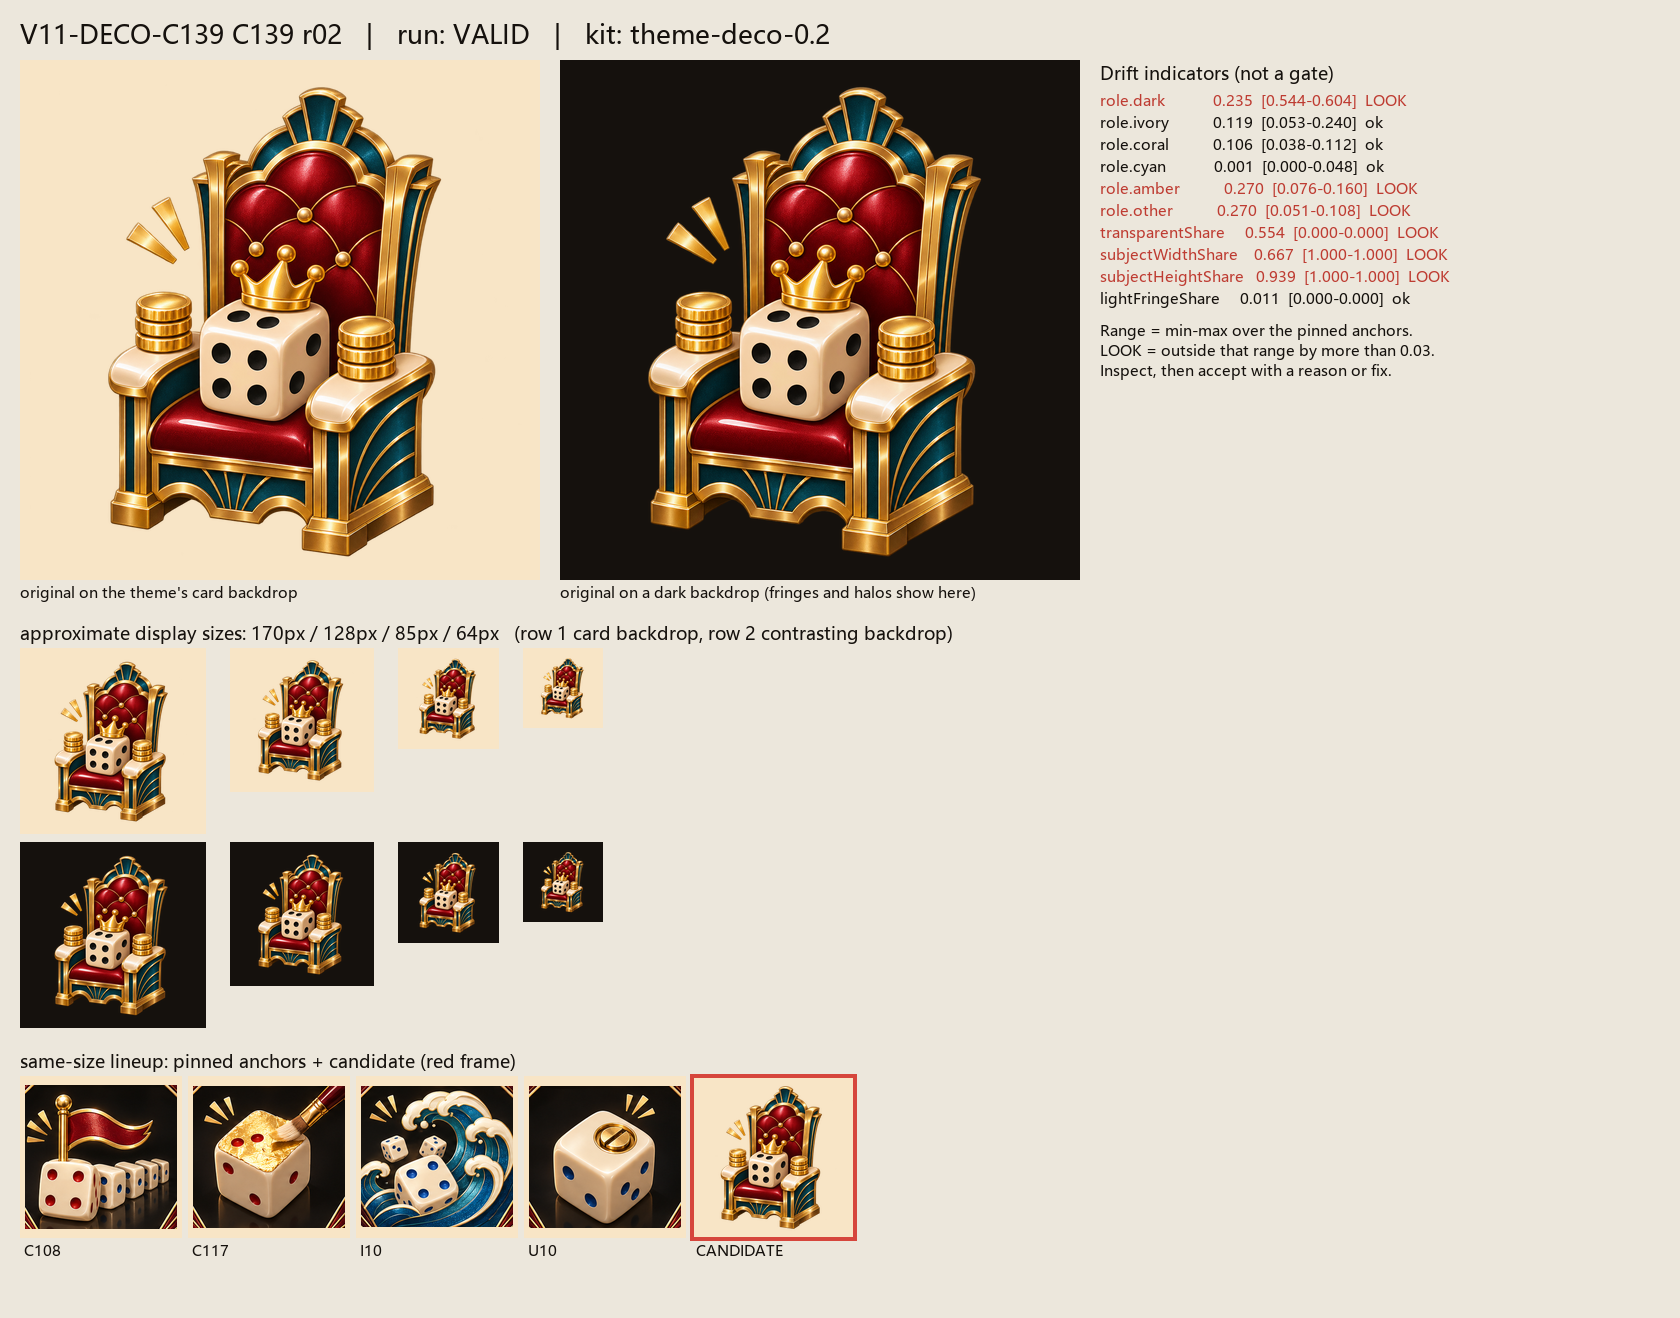 V11-DECO-C139 C139 r02 | run: VALID | kit: theme-deco-0.2
Drift indicators (not a gate)
role.dark 0.235 [0.544-0.604] LOOK
role.ivory 0.119 [0.053-0.240] ok
role.coral 0.106 [0.038-0.112] ok
role.cyan 0.001 [0.000-0.048] ok
role.amber 0.270 [0.076-0.160] LOOK
role.other 0.270 [0.051-0.108] LOOK
transparentShare 0.554 [0.000-0.000] LOOK
subjectWidthShare 0.667 [1.000-1.000] LOOK
subjectHeightShare 0.939 [1.000-1.000] LOOK
lightFringeShare 0.011 [0.000-0.000] ok
Range = min-max over the pinned anchors.
LOOK = outside that range by more than 0.03.
Inspect, then accept with a reason or fix.
original on the theme's card backdrop
original on a dark backdrop (fringes and halos show here)
approximate display sizes: 170px / 128px / 85px / 64px (row 1 card backdrop, row 2 contrasting backdrop)
same-size lineup: pinned anchors + candidate (red frame)
C108
C117
I10
U10
CANDIDATE